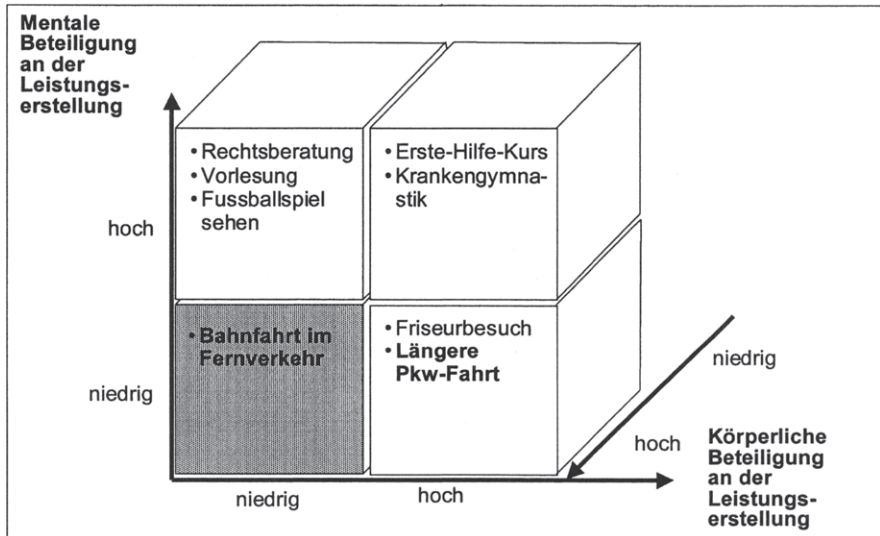 Mentale
Beteiligung
an der
Leistungs-
erstellung
• Rechtsberatung
• Vorlesung
• Fussballspiel
sehen
• Erste-Hilfe-Kurs
• Krankengymna-
stik
hoch
• Bahnfahrt im
Fernverkehr
• Friseurbesuch
• Längere
Pkw-Fahrt
niedrig
niedrig
hoch
niedrig
hoch
Körperliche
Beteiligung
an der
Leistungs-
erstellung